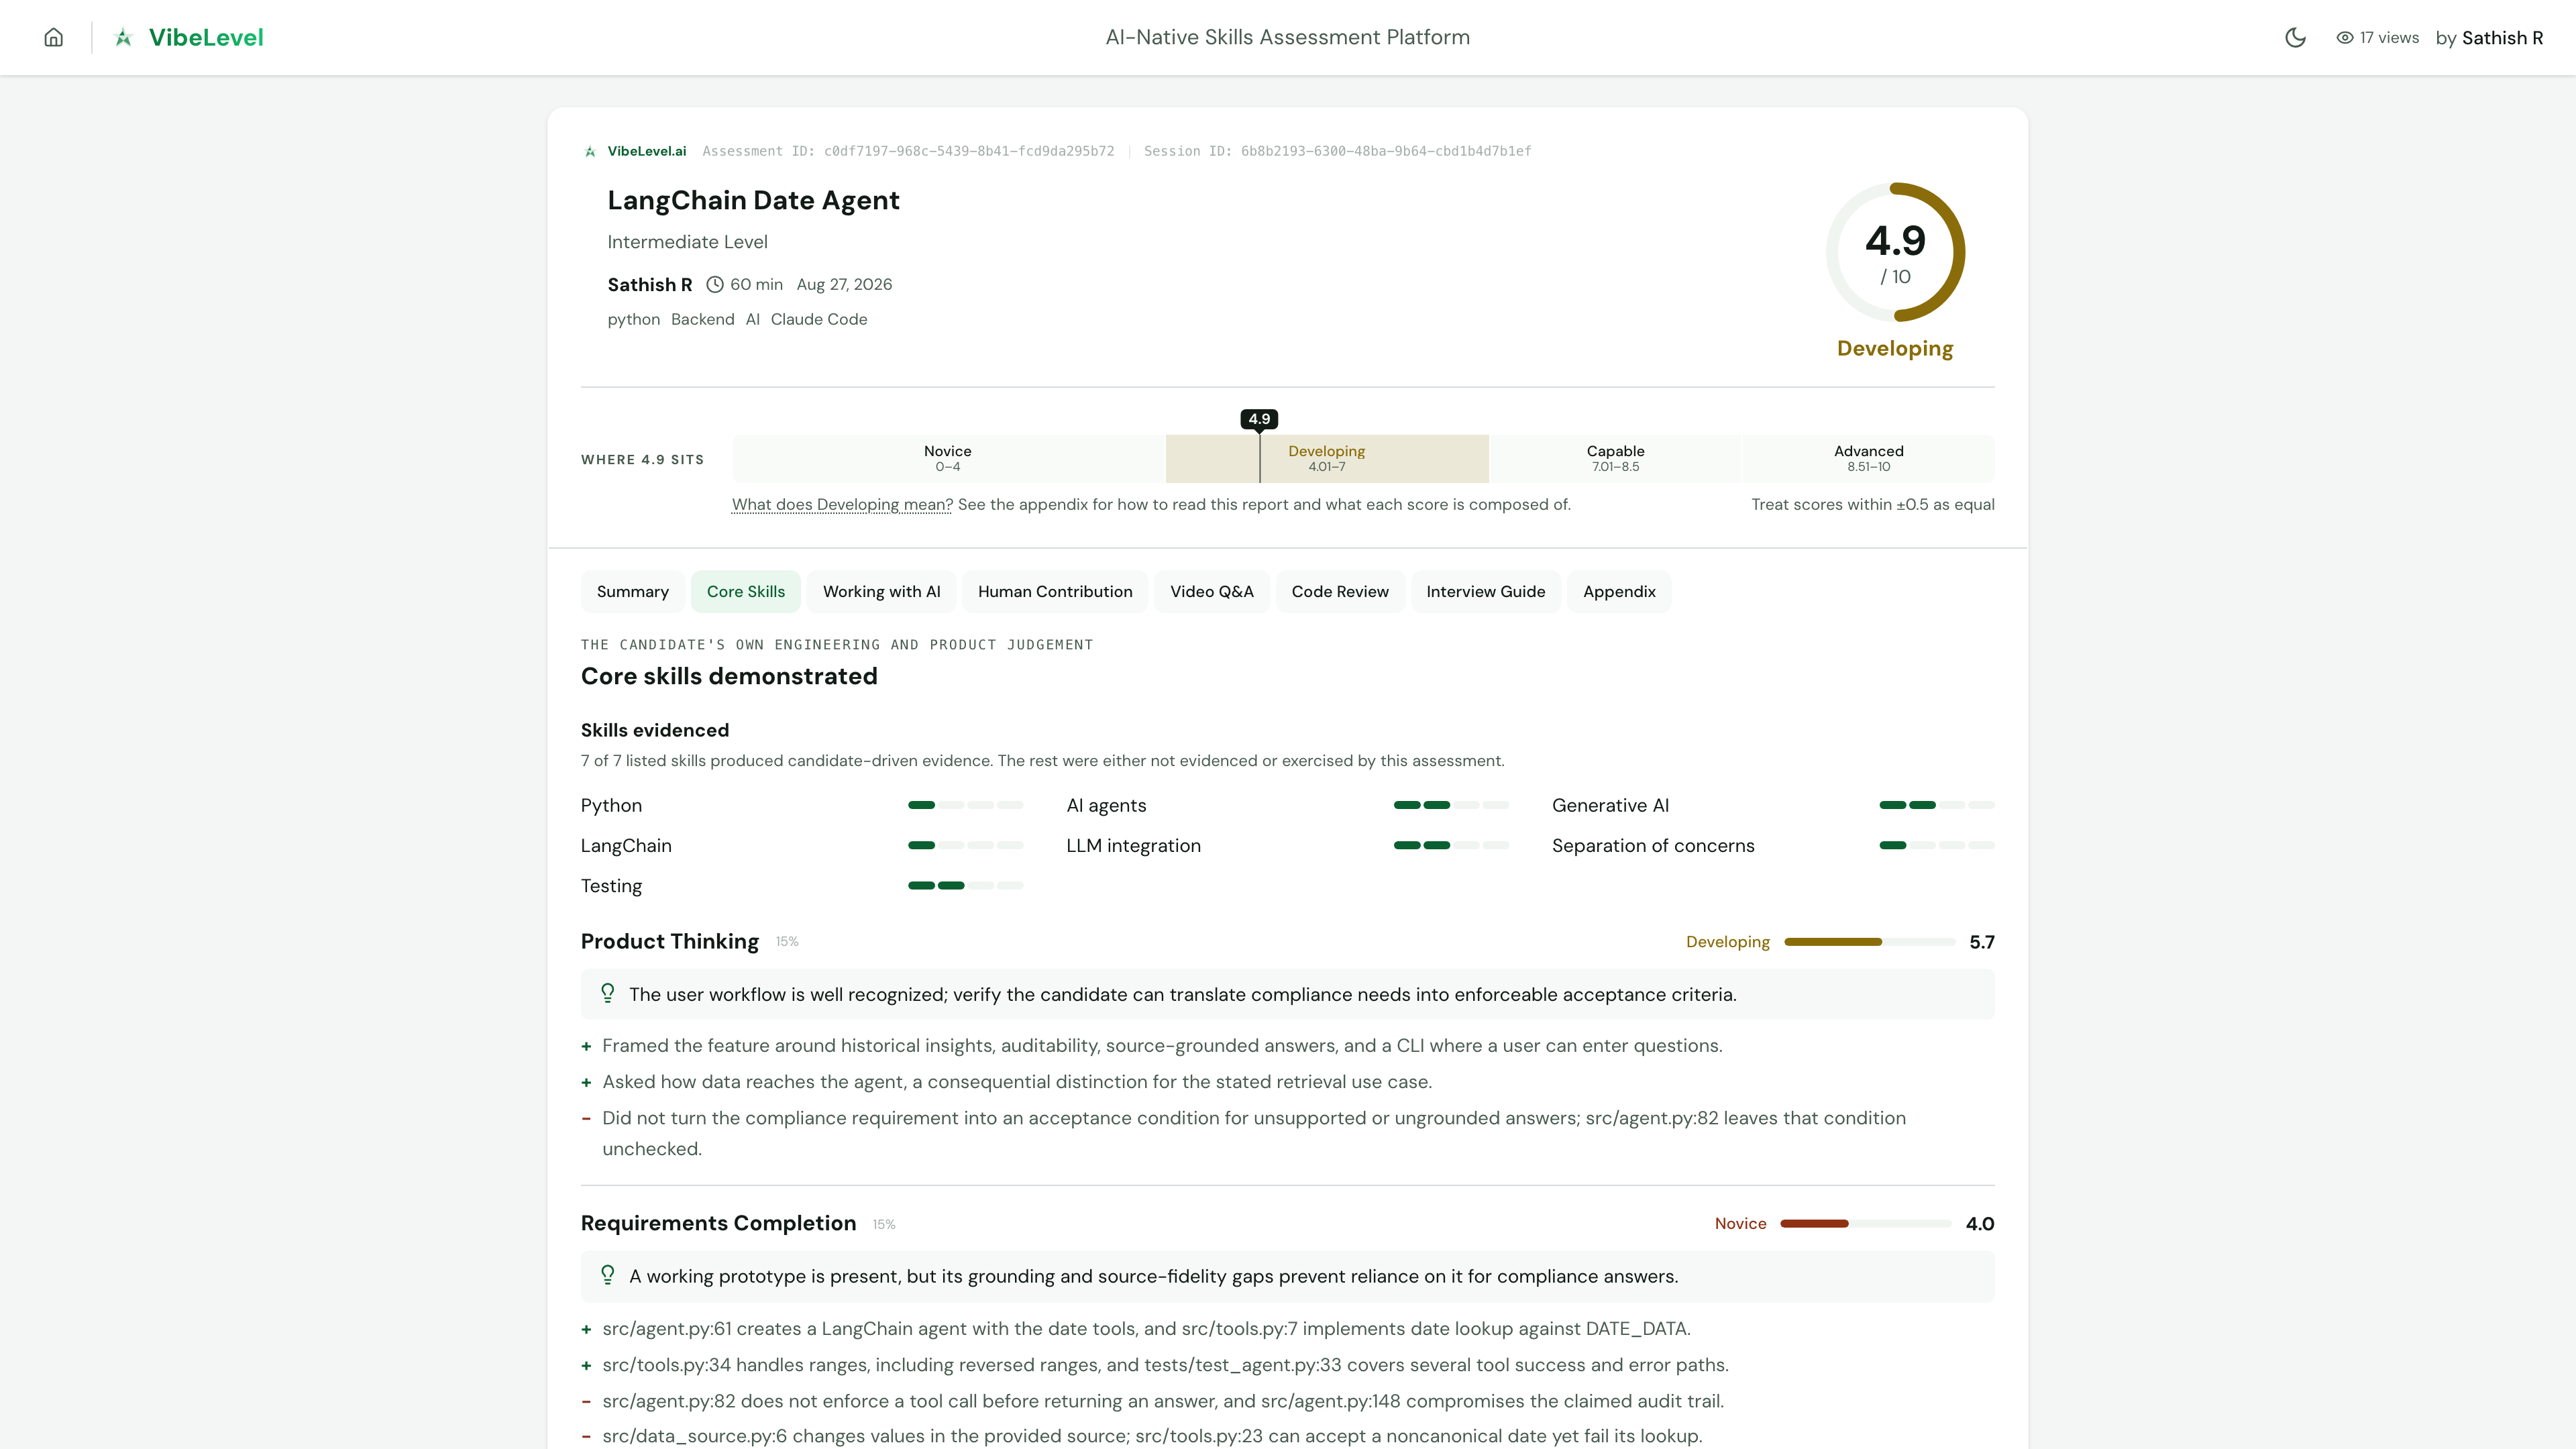 VibeLevel
AI-Native Skills Assessment Platform
17 views
by Sathish R
VibeLevel.ai Assessment ID: c0df7197-968c-5439-8b41-fcd9da295b72 Session ID: 6b8b2193-6300-48ba-9b64-cbd1b4d7b1ef
LangChain Date Agent
Intermediate Level
Sathish R 60 min Aug 27, 2026
python Backend AI Claude Code
4.9
/ 10
Developing
4.9
WHERE 4.9 SITS
Novice
0–4
Developing
4.01–7
Capable
7.01–8.5
Advanced
8.51–10
What does Developing mean? See the appendix for how to read this report and what each score is composed of.
Treat scores within ±0.5 as equal
Summary
Core Skills
Working with AI
Human Contribution
Video Q&A
Code Review
Interview Guide
Appendix
THE CANDIDATE'S OWN ENGINEERING AND PRODUCT JUDGEMENT
Core skills demonstrated
Skills evidenced
7 of 7 listed skills produced candidate-driven evidence. The rest were either not evidenced or exercised by this assessment.
Python
AI agents
Generative AI
LangChain
LLM integration
Separation of concerns
Testing
Product Thinking 15%
Developing 5.7
The user workflow is well recognized; verify the candidate can translate compliance needs into enforceable acceptance criteria.
+ Framed the feature around historical insights, auditability, source-grounded answers, and a CLI where a user can enter questions.
+ Asked how data reaches the agent, a consequential distinction for the stated retrieval use case.
– Did not turn the compliance requirement into an acceptance condition for unsupported or ungrounded answers; src/agent.py:82 leaves that condition
unchecked.
Requirements Completion 15%
Novice 4.0
A working prototype is present, but its grounding and source-fidelity gaps prevent reliance on it for compliance answers.
+ src/agent.py:61 creates a LangChain agent with the date tools, and src/tools.py:7 implements date lookup against DATE_DATA.
+ src/tools.py:34 handles ranges, including reversed ranges, and tests/test_agent.py:33 covers several tool success and error paths.
– src/agent.py:82 does not enforce a tool call before returning an answer, and src/agent.py:148 compromises the claimed audit trail.
– src/data_source.py:6 changes values in the provided source; src/tools.py:23 can accept a noncanonical date yet fail its lookup.